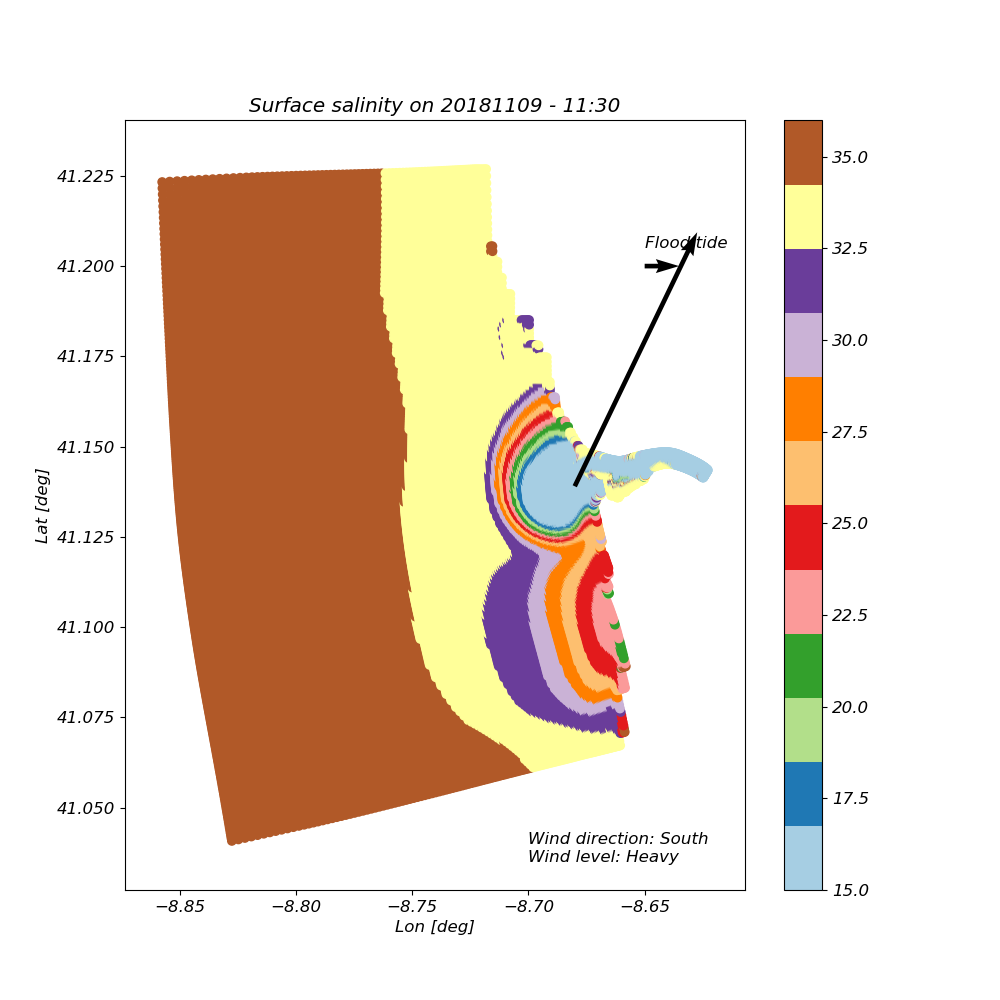 Surface salinity on 20181109 - 11:30
41.225
41.200
41.175
41.150
41.125
41.100
41.075
41.050
Lat [deg]
Flood tide
Wind direction: South
Wind level: Heavy
−8.85 −8.80 −8.75 −8.70 −8.65
Lon [deg]
35.0
32.5
30.0
27.5
25.0
22.5
20.0
17.5
15.0